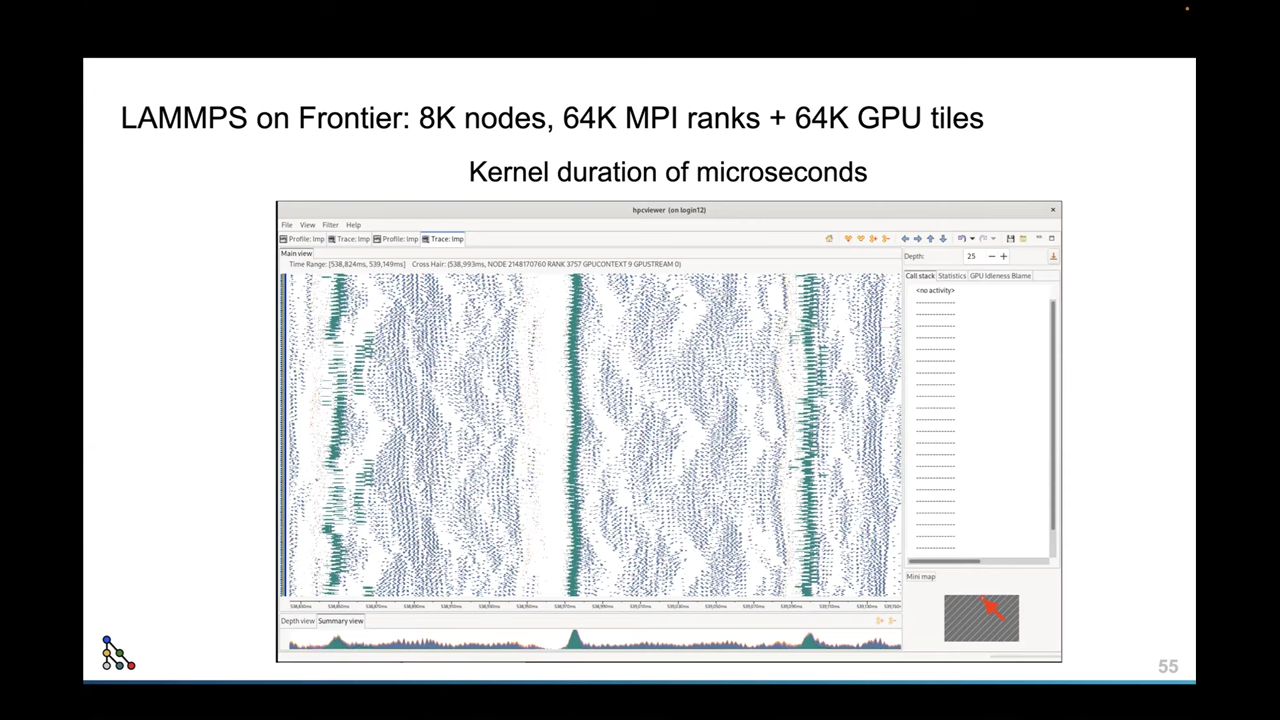 LAMMPS on Frontier: 8K nodes, 64K MPI ranks + 64K GPU tiles
Kernel duration of microseconds
hpcviewer (on login12)
File View Filter Help
Profile: lmp Trace: lmp Profile: lmp Trace: lmp
Main view
Time Range: [538,824ms, 539,149ms] Cross Hair: (538,993ms, NODE 2148170760 RANK 3757 GPUCONTEXT 9 GPUSTREAM 0)
Depth: 25
Call stack Statistics GPU Idleness Blame
<no activity>
Mini map
Depth view Summary view
55